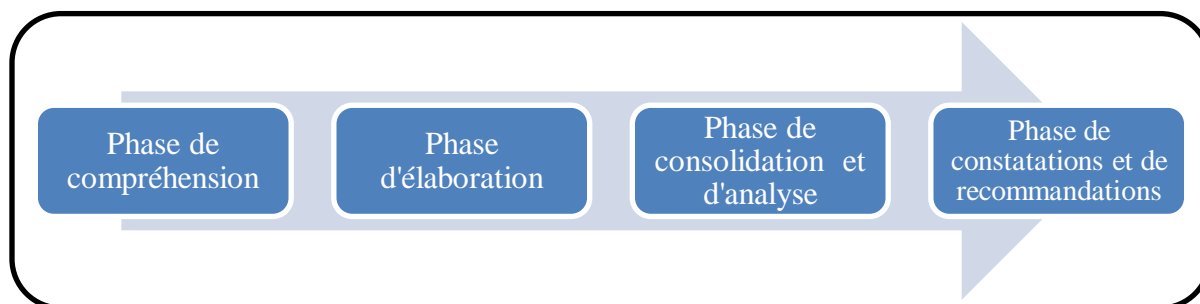 Phase de
compréhension
Phase
d'élaboration
Phase de
consolidation et
d'analyse
Phase de
constatations et de
recommandations